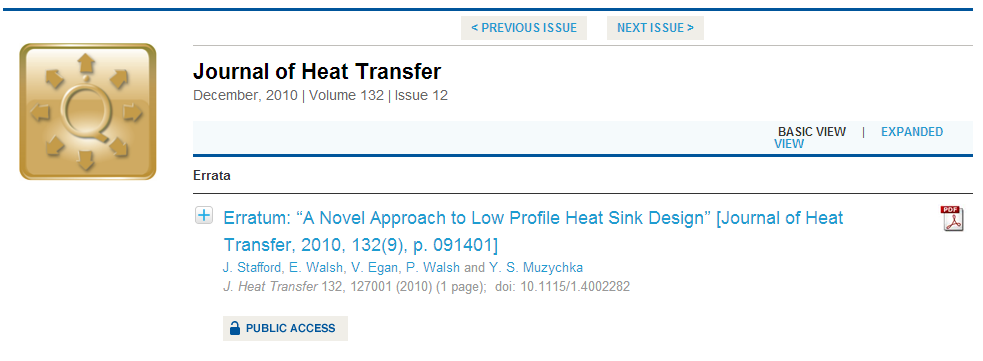 < PREVIOUS ISSUE NEXT ISSUE >
Q
Journal of Heat Transfer
December, 2010 | Volume 132 | Issue 12
BASIC VIEW | EXPANDED
VIEW
Errata
Erratum: “A Novel Approach to Low Profile Heat Sink Design” [Journal of Heat
Transfer, 2010, 132(9), p. 091401]
PDF
J. Stafford, E. Walsh, V. Egan, P. Walsh and Y. S. Muzychka
J. Heat Transfer 132, 127001 (2010) (1 page); doi: 10.1115/1.4002282
PUBLIC ACCESS